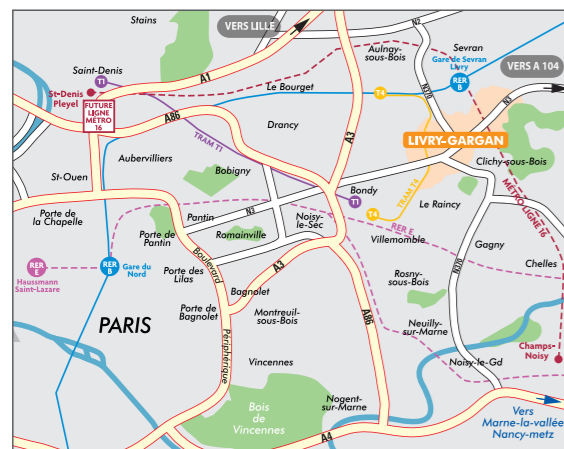 Stains
VERS LILLE
N2
Aulnay-
sous-Bois
Sevran
Gare de Sevran
Livry
RER
B
VERS A 104
Saint-Denis
T1
A1
St-Denis
Pleyel
FUTURE
LIGNE
MÉTRO
16
A86
Le Bourget
T4
N370
N3
TRAM T1
Drancy
A3
LIVRY-GARGAN
Aubervilliers
Bobigny
Clichy-sous-Bois
St-Ouen
Bondy
T1
TRAM T4
Le Raincy
MÉTRO LIGNE 16
Porte de
la Chapelle
Pantin
N3
Noisy-
le-Sec
T4
RER E
Porte de
Pantin
Romainville
Villemomble
Gagny
RER
E
Haussmann
Saint-Lazare
RER
B
Gare du
Nord
Boulevard
Périphérique
Porte des
Lilas
A3
Chelles
N370
Rosny-
sous-Bois
Bagnolet
Porte de
Bagnolet
Montreuil-
sous-Bois
A86
Neuilly-
sur-Marne
PARIS
Champs-
Noisy
Vincennes
Noisy-le-Gd
Bois
de
Vincennes
Nogent-
sur-Marne
A4
Vers
Marne-la-vallée
Nancy-metz